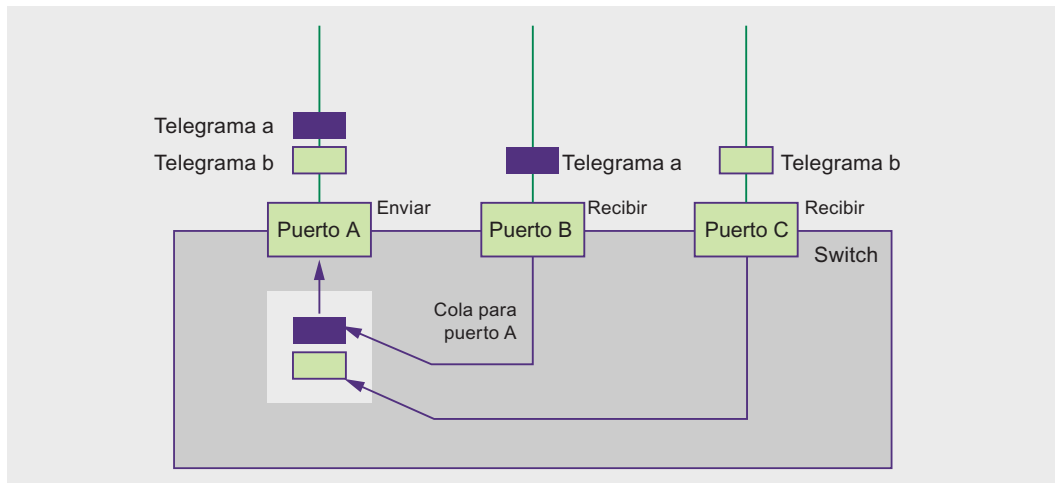 Telegrama a
Telegrama b
Telegrama a
Telegrama b
Enviar
Recibir
Recibir
Puerto A
Puerto B
Puerto C
Switch
Cola para
puerto A